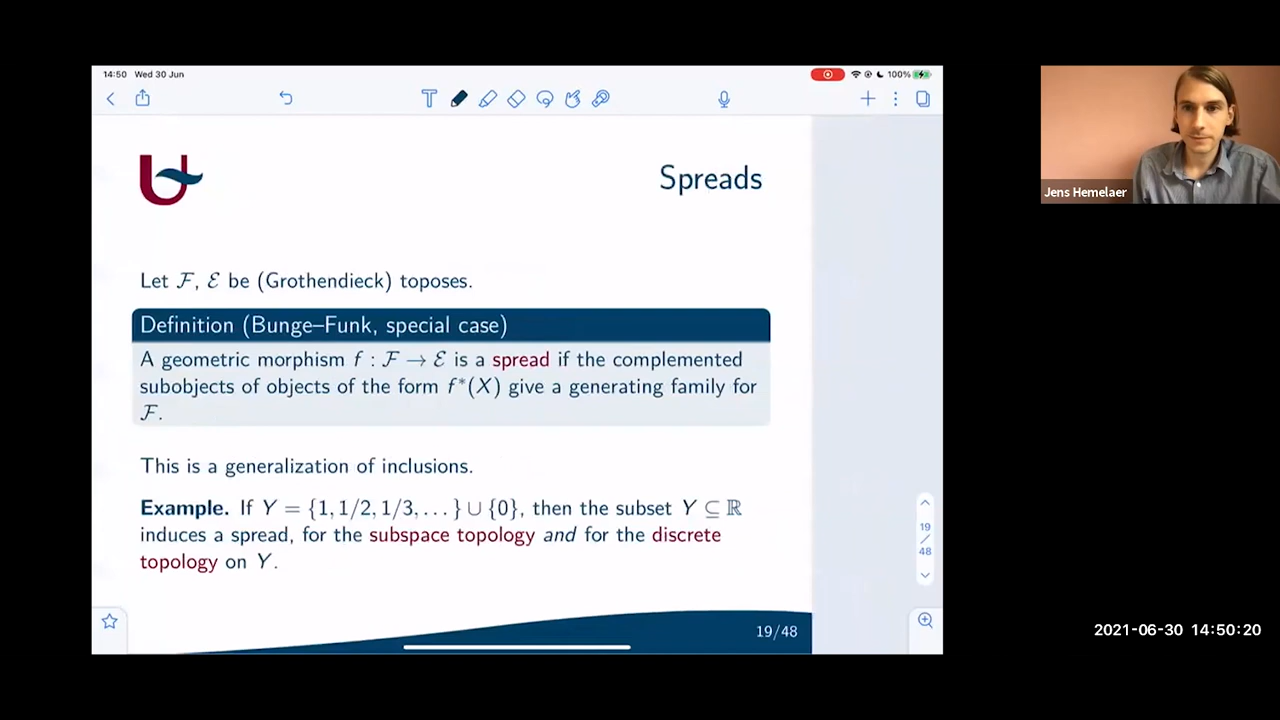 14:50 Wed 30 Jun
100%
Spreads
Let ℱ, ℰ be (Grothendieck) toposes.
Definition (Bunge–Funk, special case)
A geometric morphism f : ℱ → ℰ is a spread if the complemented
subobjects of objects of the form f*(X) give a generating family for
ℱ.
This is a generalization of inclusions.
Example. If Y = {1, 1/2, 1/3, . . . } ∪ {0}, then the subset Y ⊆ ℝ
induces a spread, for the subspace topology and for the discrete
topology on Y.
19/48
19
/
48
Jens Hemelaer
2021-06-30 14:50:20